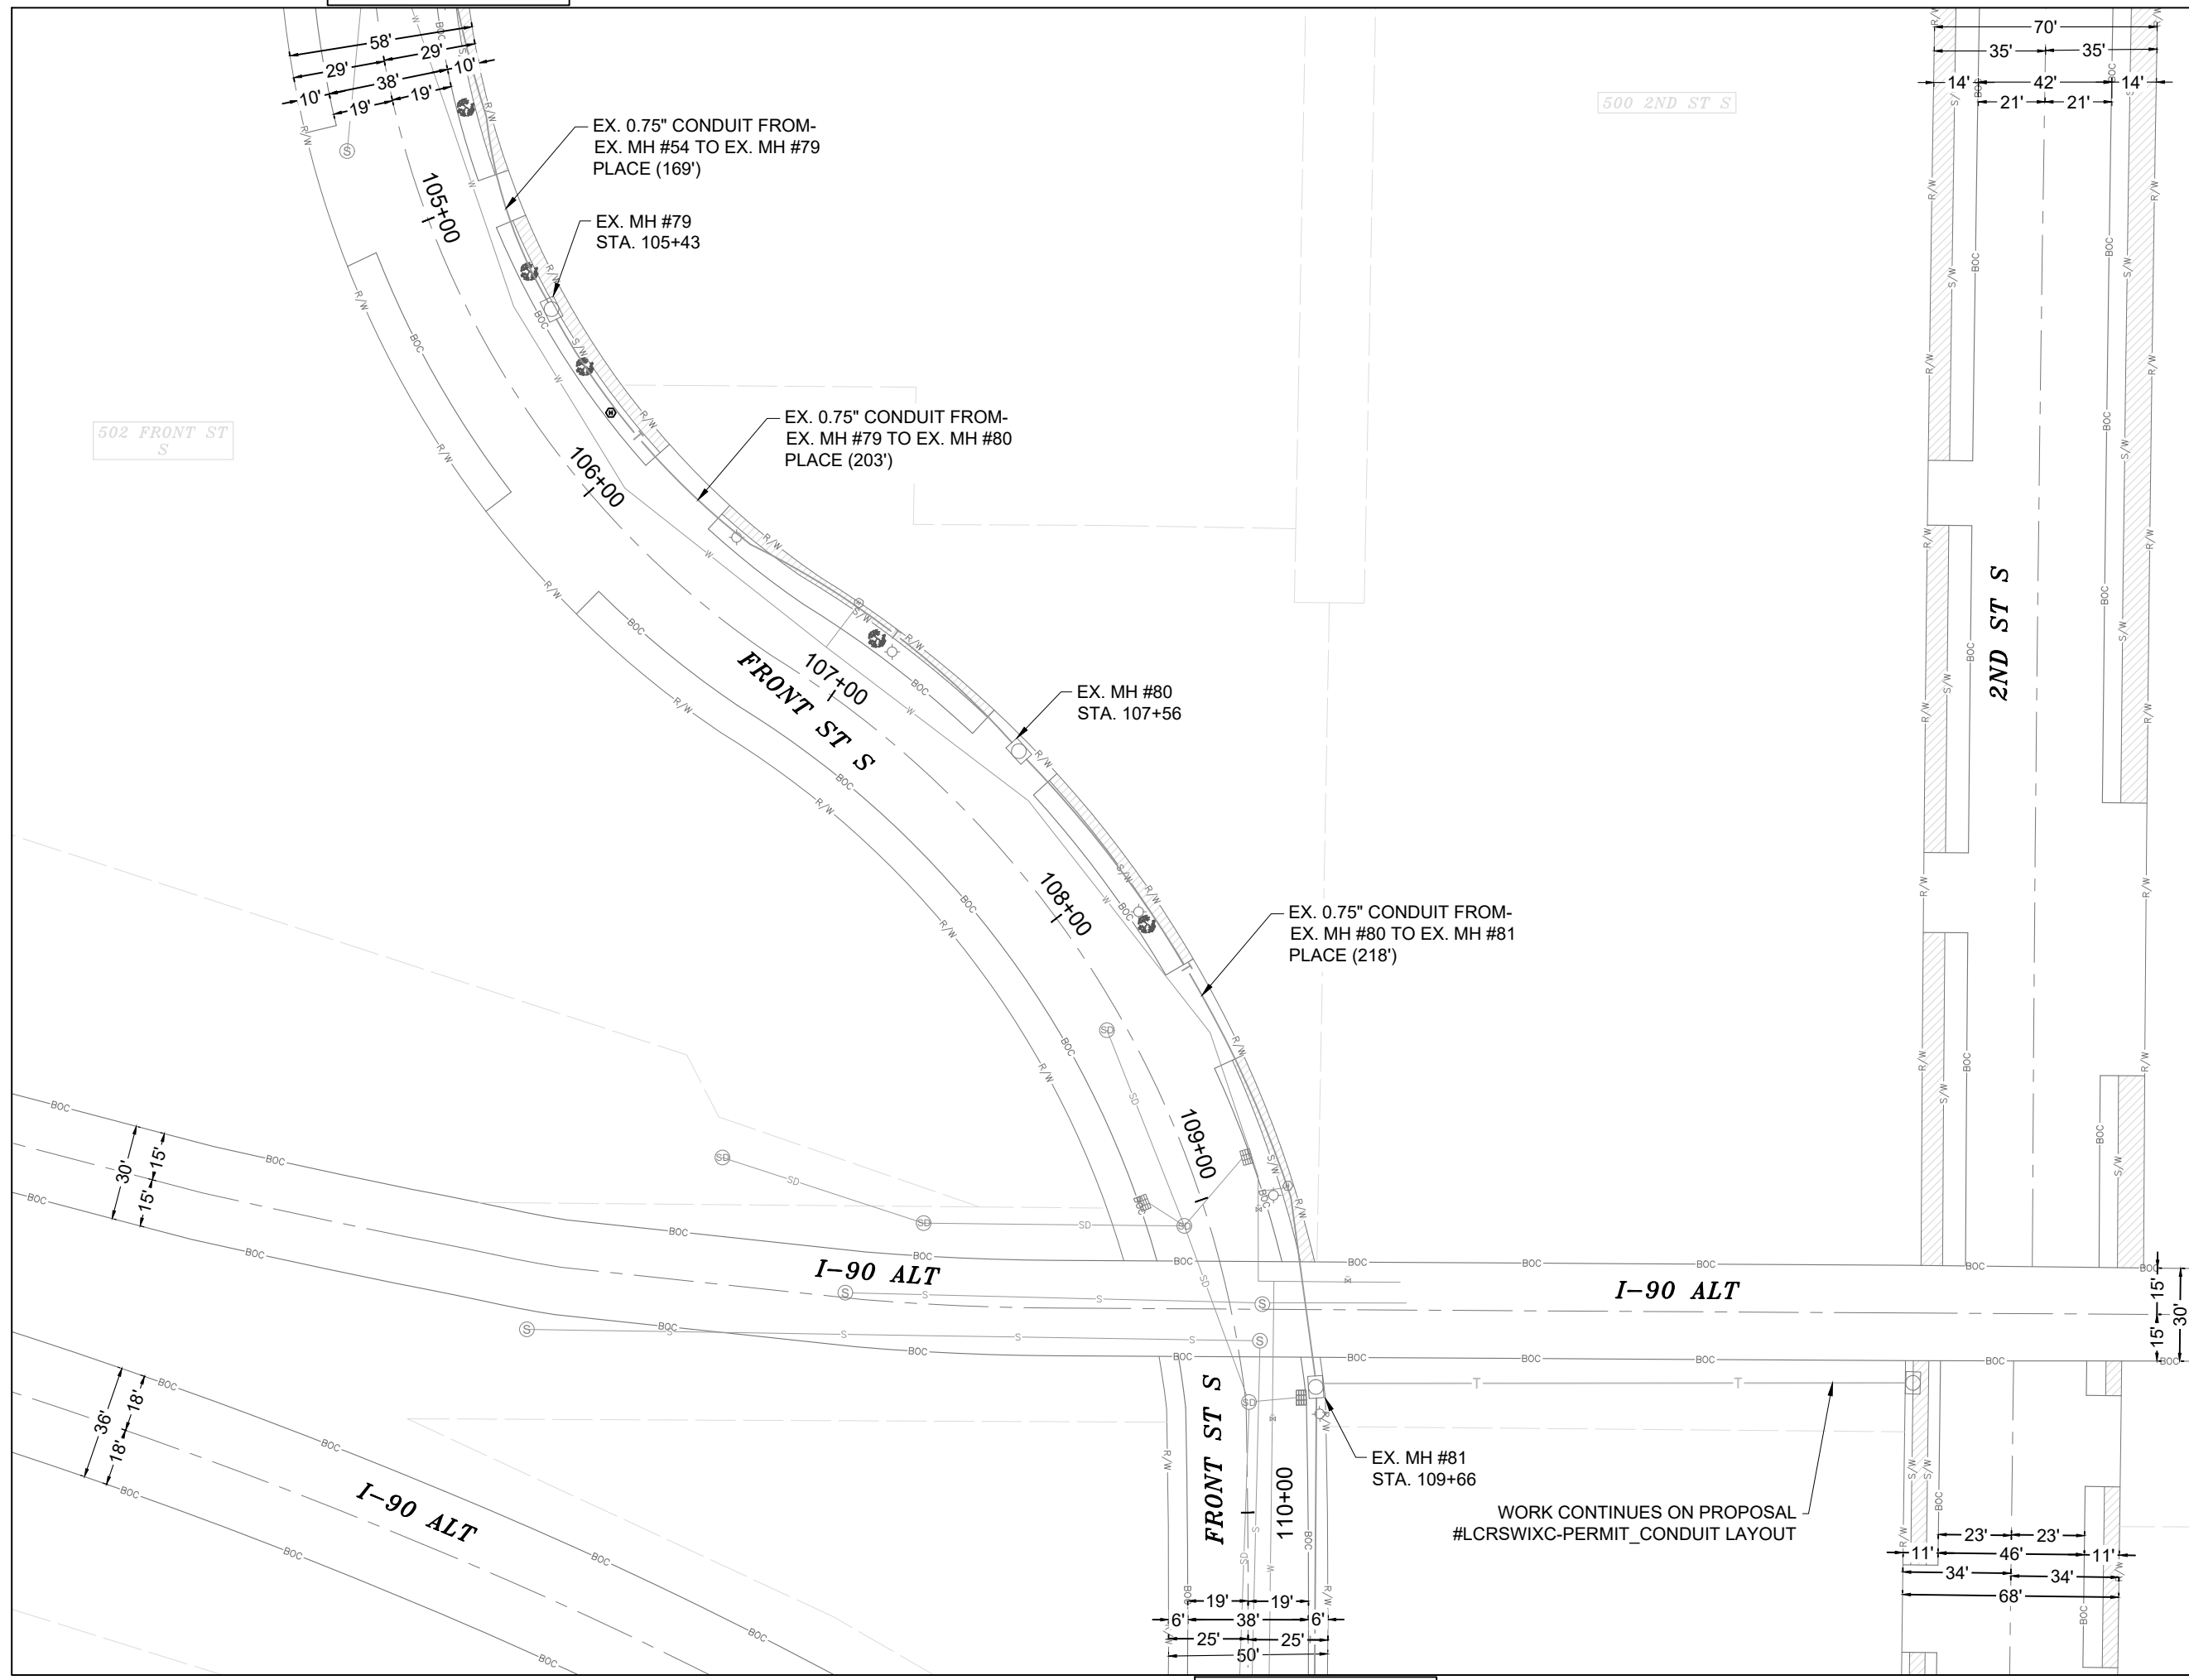 58'
29'
29'
38'
10'
10'
19'
19'
70'
35'
35'
14'
42'
14'
21'
21'
500 2ND ST S
EX. 0.75" CONDUIT FROM-
EX. MH #54 TO EX. MH #79
PLACE (169')
105+00
EX. MH #79
STA. 105+43
502 FRONT ST
S
EX. 0.75" CONDUIT FROM-
EX. MH #79 TO EX. MH #80
PLACE (203')
106+00
107+00
FRONT ST S
2ND ST S
EX. MH #80
STA. 107+56
108+00
EX. 0.75" CONDUIT FROM-
EX. MH #80 TO EX. MH #81
PLACE (218')
109+00
30'
15'
15'
I-90 ALT
I-90 ALT
15'
15'
30'
36'
18'
18'
I-90 ALT
FRONT ST S
110+00
EX. MH #81
STA. 109+66
WORK CONTINUES ON PROPOSAL
#LCRSWIXC-PERMIT_CONDUIT LAYOUT
23'
23'
11'
46'
11'
34'
34'
68'
19'
19'
6'
38'
6'
25'
25'
50'
R/W
BOC
S/W
W
S
SD
T